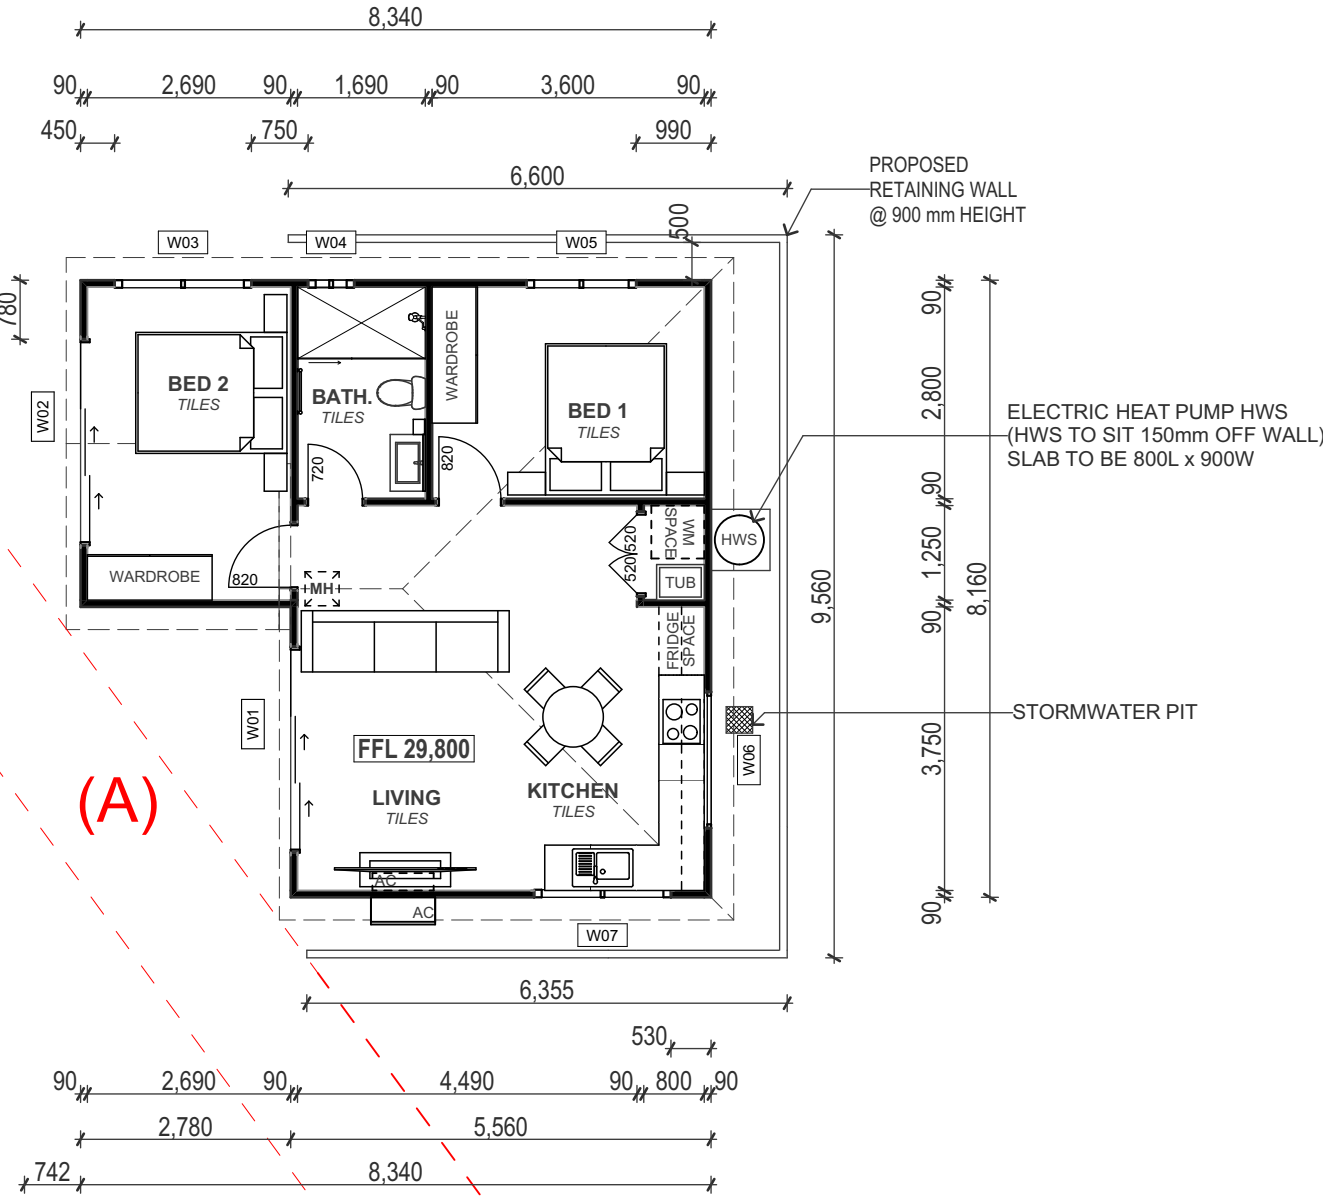 8,340
90 2,690 90 1,690 90 3,600 90
450 750 990
6,600
PROPOSED
RETAINING WALL
@ 900 mm HEIGHT
500
W03 W04 W05
780
90
WARDROBE
2,800
BED 2
TILES
BATH.
TILES
BED 1
TILES
W02
ELECTRIC HEAT PUMP HWS
(HWS TO SIT 150mm OFF WALL)
SLAB TO BE 800L x 900W
720
820
90
WM
SPACE
520
520
HWS
1,250
WARDROBE
820
MH
TUB
8,160
9,560
90
FRIDGE
SPACE
W01
STORMWATER PIT
FFL 29,800
W06
3,750
(A)
LIVING
TILES
KITCHEN
TILES
AC
AC
90
W07
6,355
530
90 2,690 90 4,490 90 800 90
2,780 5,560
742 8,340